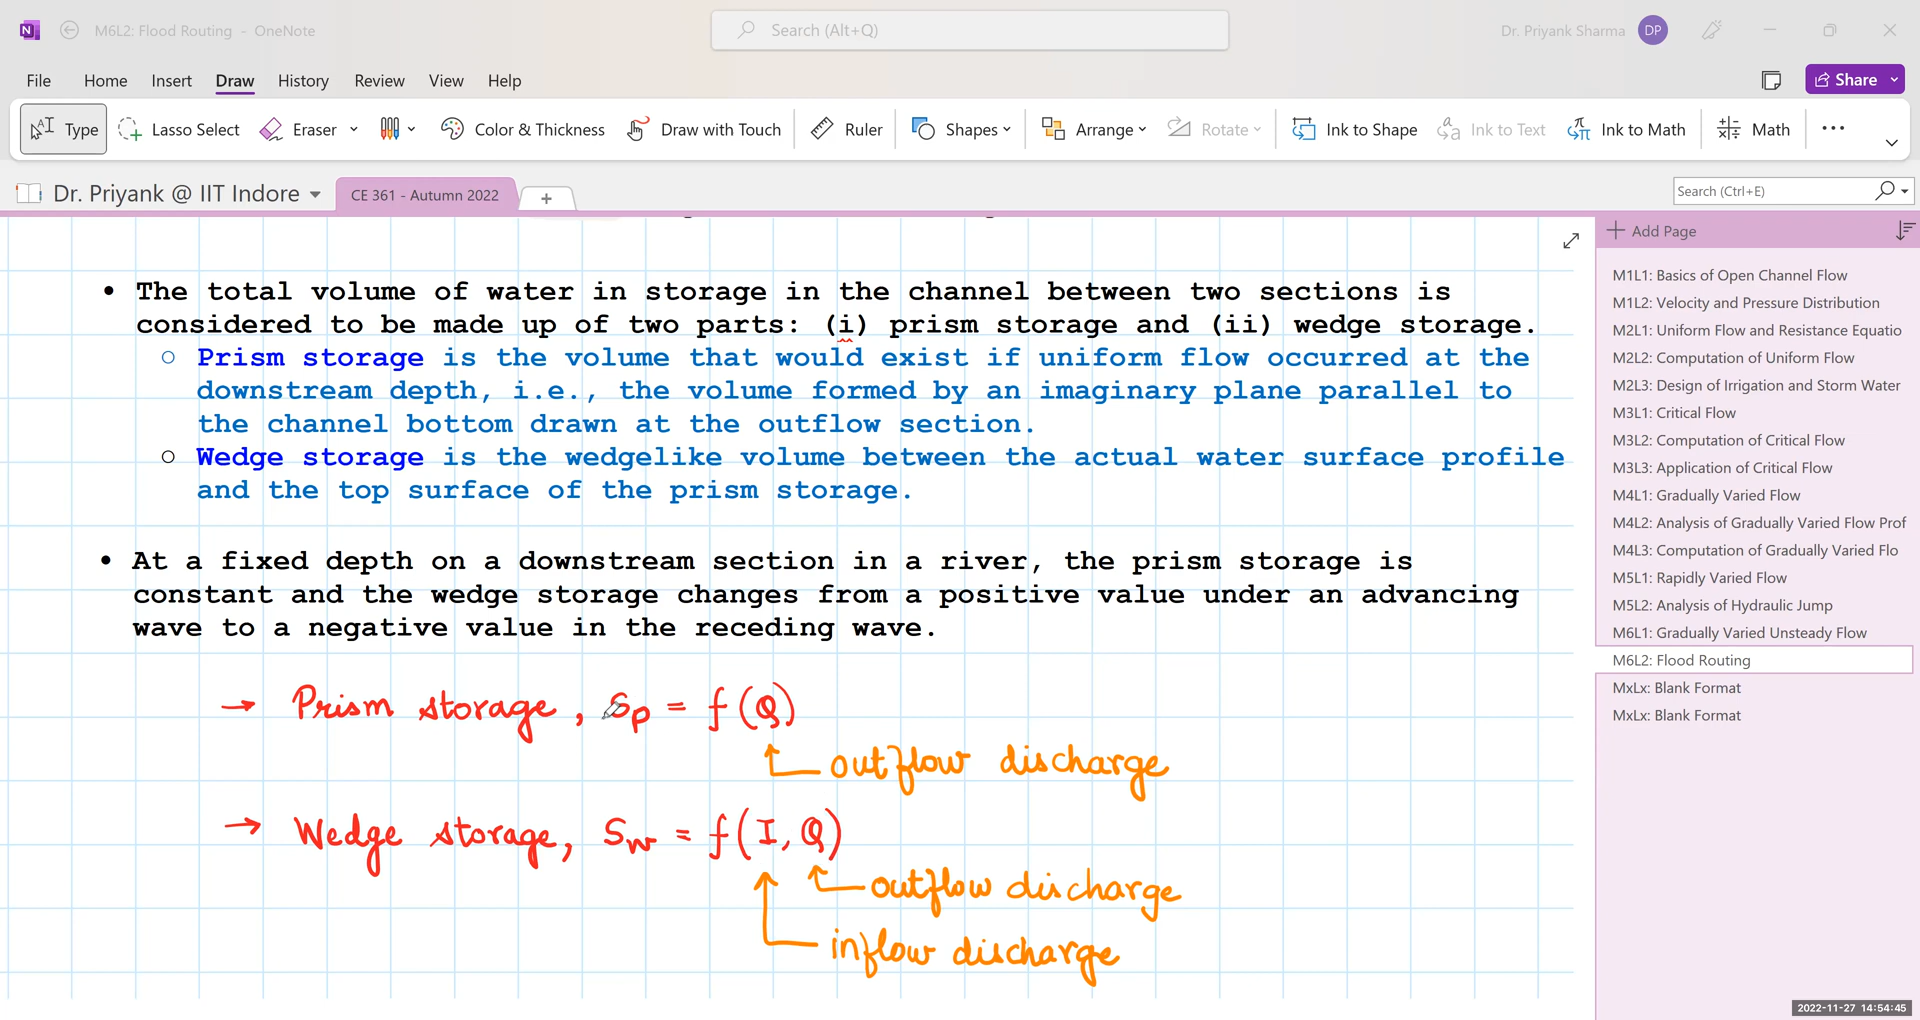 M6L2: Flood Routing - OneNote
Search (Alt+Q)
Dr. Priyank Sharma
DP
File Home Insert Draw History Review View Help
Share
Type Lasso Select Eraser Color & Thickness Draw with Touch Ruler Shapes Arrange Rotate Ink to Shape Ink to Text Ink to Math Math
Dr. Priyank @ IIT Indore
CE 361 - Autumn 2022
Search (Ctrl+E)
• The total volume of water in storage in the channel between two sections is
considered to be made up of two parts: (i) prism storage and (ii) wedge storage.
○ Prism storage is the volume that would exist if uniform flow occurred at the
downstream depth, i.e., the volume formed by an imaginary plane parallel to
the channel bottom drawn at the outflow section.
○ Wedge storage is the wedgelike volume between the actual water surface profile
and the top surface of the prism storage.
• At a fixed depth on a downstream section in a river, the prism storage is
constant and the wedge storage changes from a positive value under an advancing
wave to a negative value in the receding wave.
→ Prism storage, Sp = f(Q)
outflow discharge
→ Wedge storage, Sw = f(I, Q)
outflow discharge
inflow discharge
Add Page
M1L1: Basics of Open Channel Flow
M1L2: Velocity and Pressure Distribution
M2L1: Uniform Flow and Resistance Equatio
M2L2: Computation of Uniform Flow
M2L3: Design of Irrigation and Storm Water
M3L1: Critical Flow
M3L2: Computation of Critical Flow
M3L3: Application of Critical Flow
M4L1: Gradually Varied Flow
M4L2: Analysis of Gradually Varied Flow Prof
M4L3: Computation of Gradually Varied Flo
M5L1: Rapidly Varied Flow
M5L2: Analysis of Hydraulic Jump
M6L1: Gradually Varied Unsteady Flow
M6L2: Flood Routing
MxLx: Blank Format
MxLx: Blank Format
2022-11-27 14:54:45